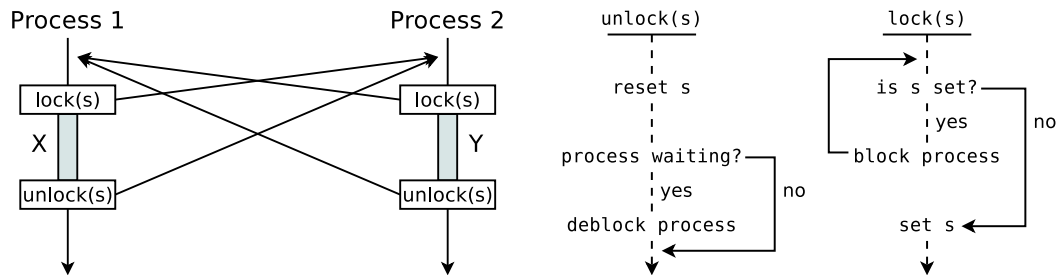 Process 1
lock(s)
X
unlock(s)
Process 2
lock(s)
Y
unlock(s)
unlock(s)
reset s
process waiting?
yes
no
deblock process
lock(s)
is s set?
no
yes
block process
set s